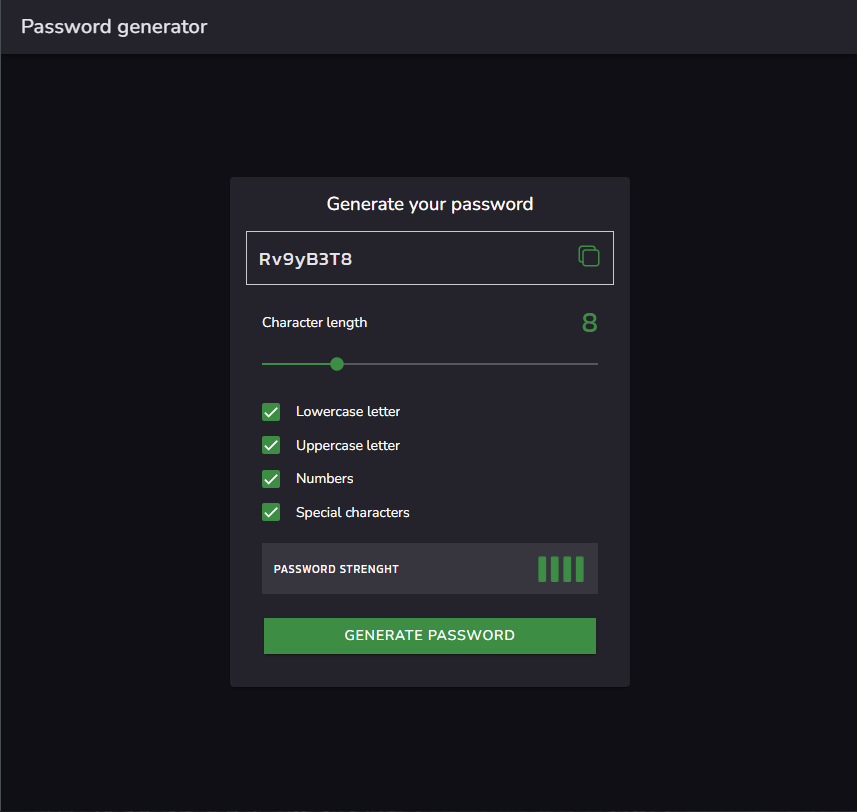 Password generator
Generate your password
Rv9yB3T8
Character length 8
Lowercase letter
Uppercase letter
Numbers
Special characters
PASSWORD STRENGHT
GENERATE PASSWORD